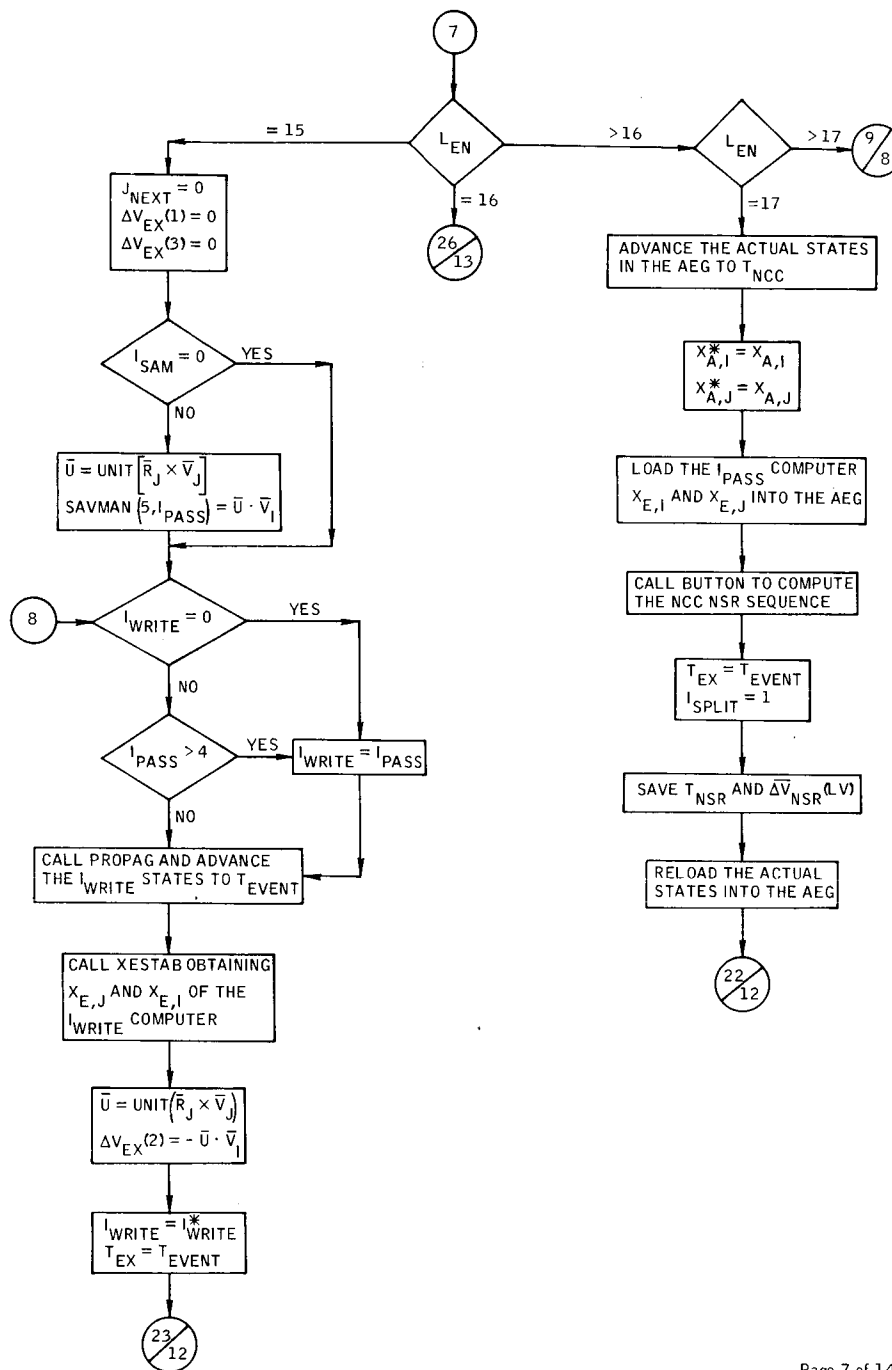 7
L_EN
= 15
>16
= 16
26/13
L_EN
>17
9/8
=17
J_NEXT = 0
ΔV_EX(1) = 0
ΔV_EX(3) = 0
I_SAM = 0
YES
NO
Ū = UNIT [R̄_J × V̄_J]
SAVMAN (5,I_PASS) = Ū · V̄_I
8
I_WRITE = 0
YES
NO
I_PASS > 4
YES
I_WRITE = I_PASS
NO
CALL PROPAG AND ADVANCE
THE I_WRITE STATES TO T_EVENT
CALL XESTAB OBTAINING
X_E,J AND X_E,I OF THE
I_WRITE COMPUTER
Ū = UNIT(R̄_J × V̄_J)
ΔV_EX(2) = - Ū · V̄_I
I_WRITE = I*_WRITE
T_EX = T_EVENT
23/12
ADVANCE THE ACTUAL STATES
IN THE AEG TO T_NCC
X*_A,I = X_A,I
X*_A,J = X_A,J
LOAD THE I_PASS COMPUTER
X_E,I AND X_E,J INTO THE AEG
CALL BUTTON TO COMPUTE
THE NCC NSR SEQUENCE
T_EX = T_EVENT
I_SPLIT = 1
SAVE T_NSR AND ΔV̄_NSR(LV)
RELOAD THE ACTUAL
STATES INTO THE AEG
22/12
Page 7 of